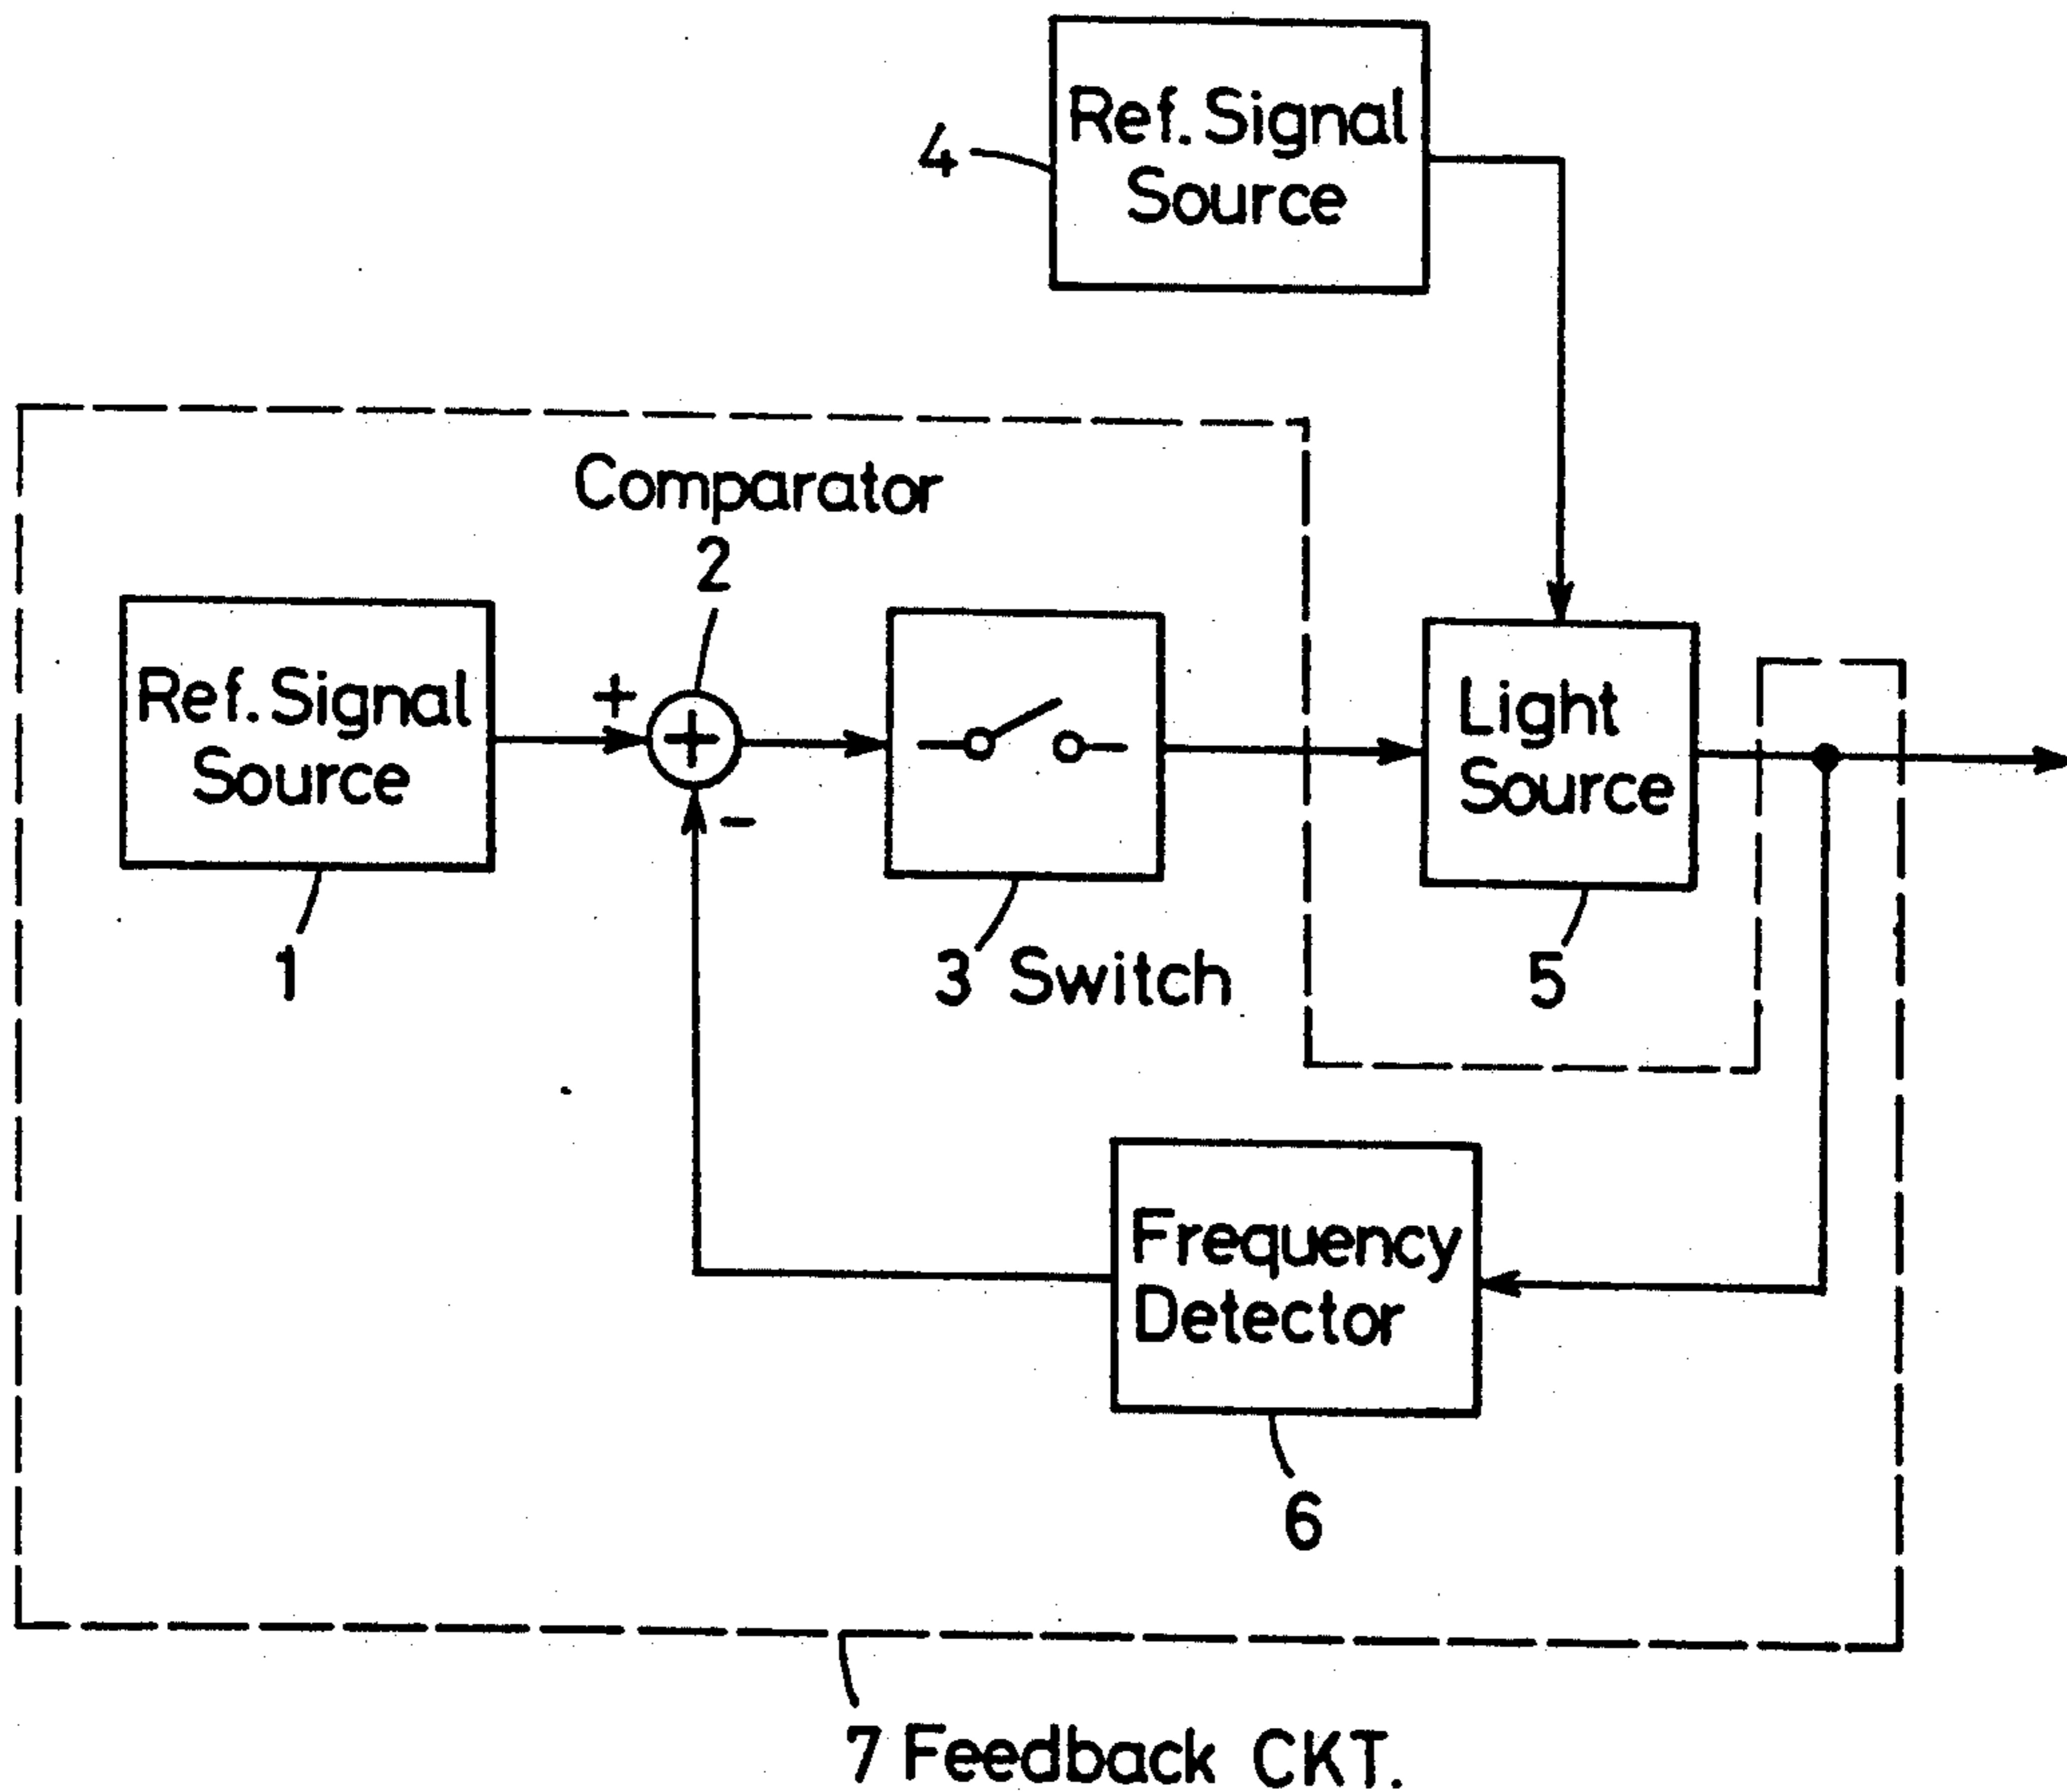 Ref. Signal
Source
4
Comparator
2
Ref. Signal
Source
+
+
-
Light
Source
1
3 Switch
5
Frequency
Detector
6
7 Feedback CKT.